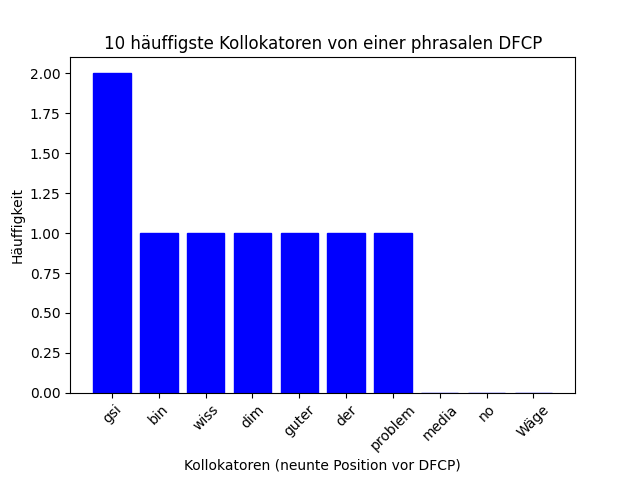 10 häuffigste Kollokatoren von einer phrasalen DFCP
Häuffigkeit
2.00
1.75
1.50
1.25
1.00
0.75
0.50
0.25
0.00
gsi
bin
wiss
dim
guter
der
problem
media
no
Wäge
Kollokatoren (neunte Position vor DFCP)